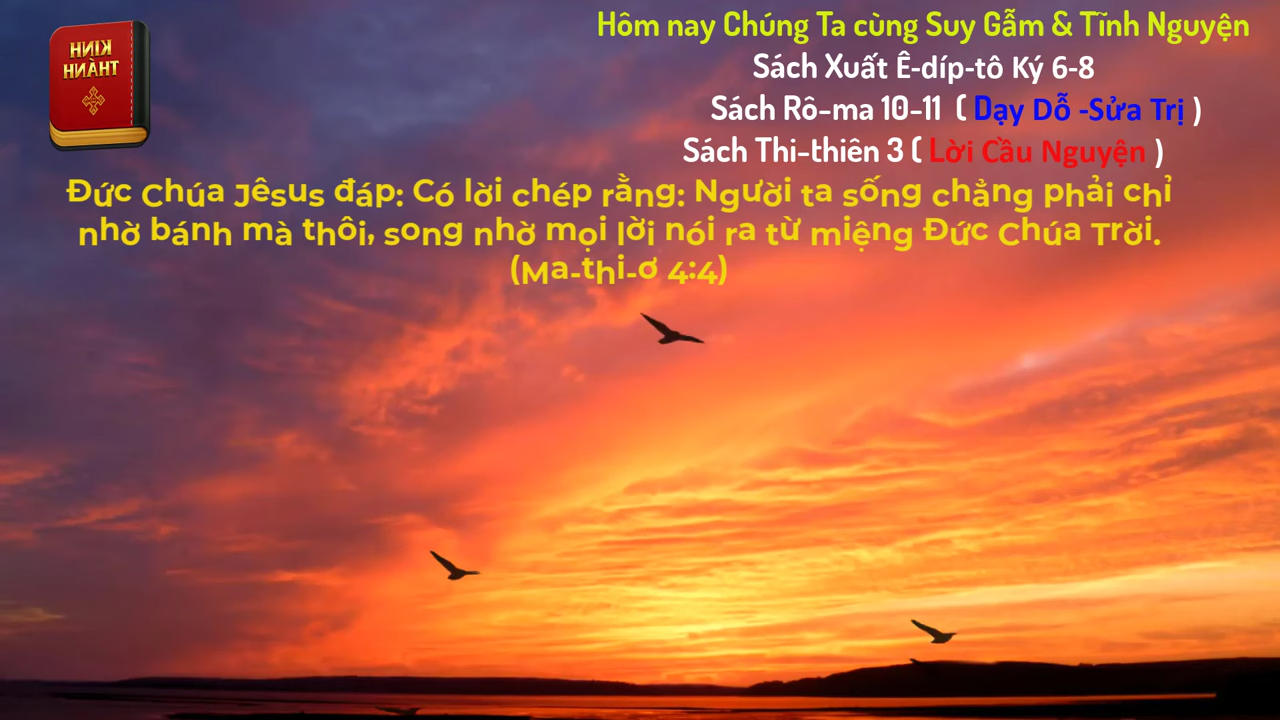 KINH
THÀNH
Hôm nay Chúng Ta cùng Suy Gẫm & Tĩnh Nguyện
Sách Xuất Ê-díp-tô Ký 6-8
Sách Rô-ma 10-11 ( Dạy Dỗ -Sửa Trị )
Sách Thi-thiên 3 ( Lời Cầu Nguyện )
Đức Chúa Jêsus đáp: Có lời chép rằng: Người ta sống chẳng phải chỉ
nhờ bánh mà thôi, song nhờ mọi lời nói ra từ miệng Đức Chúa Trời.
(Ma-thi-ơ 4:4)